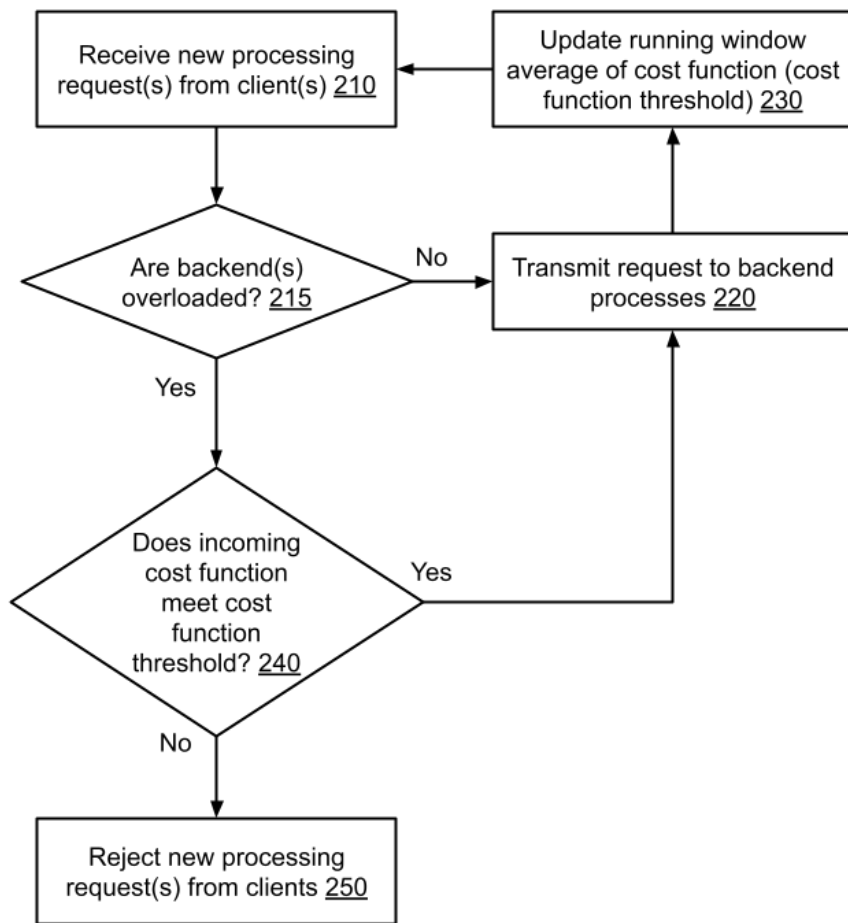 Receive new processing
request(s) from client(s) 210
Update running window
average of cost function (cost
function threshold) 230
Are backend(s)
overloaded? 215
No
Transmit request to backend
processes 220
Yes
Does incoming
cost function
meet cost
function
threshold? 240
Yes
No
Reject new processing
request(s) from clients 250